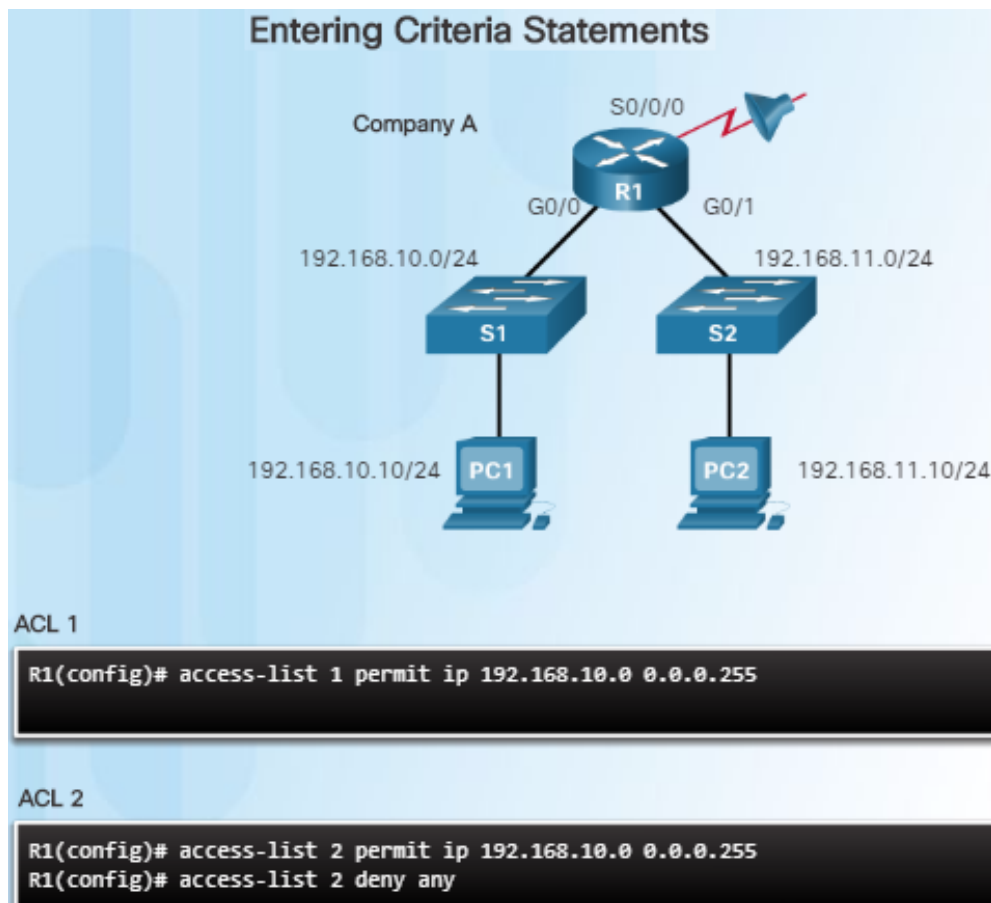 Entering Criteria Statements
Company A
S0/0/0
R1
G0/0
G0/1
192.168.10.0/24
192.168.11.0/24
S1
S2
192.168.10.10/24
PC1
PC2
192.168.11.10/24
ACL 1
R1(config)# access-list 1 permit ip 192.168.10.0 0.0.0.255
ACL 2
R1(config)# access-list 2 permit ip 192.168.10.0 0.0.0.255
R1(config)# access-list 2 deny any